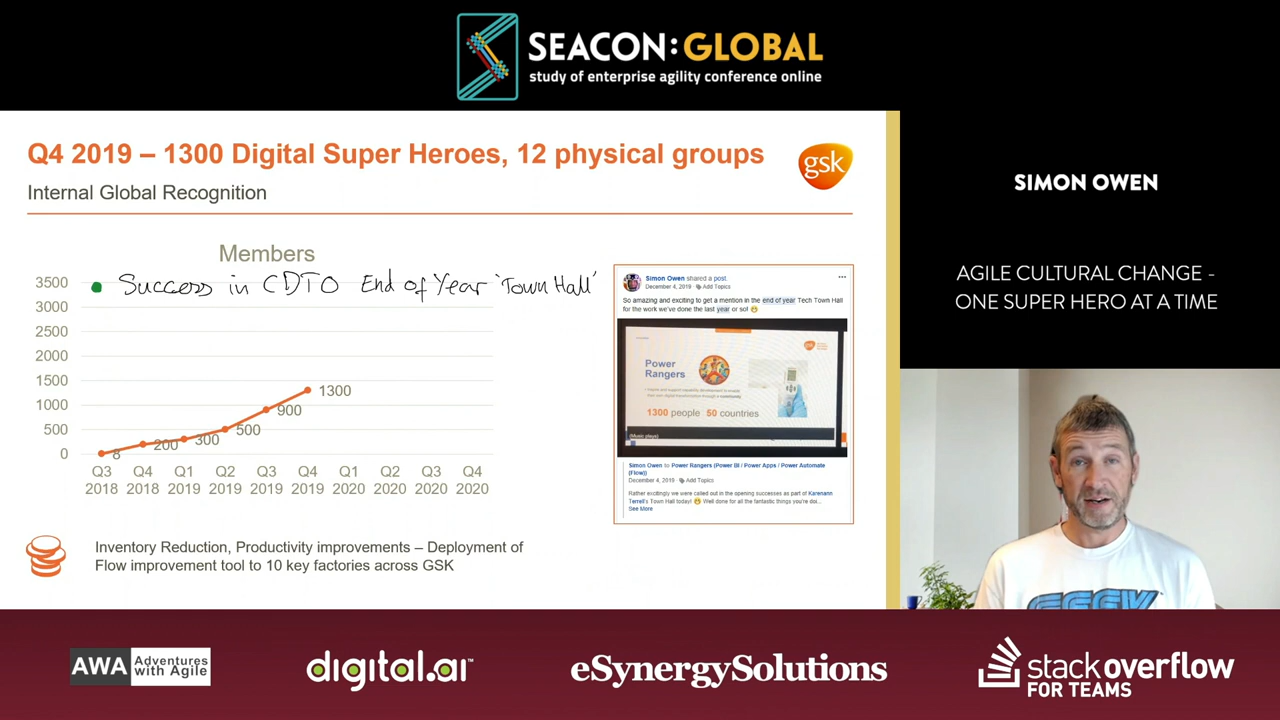 SEACON:GLOBAL
study of enterprise agility conference online
Q4 2019 – 1300 Digital Super Heroes, 12 physical groups
gsk
Internal Global Recognition
Members
Success in CDTO End of Year 'Town Hall'
3500
3000
2500
2000
1500
1000
500
0
8
200
300
500
900
1300
Q3 Q4 Q1 Q2 Q3 Q4 Q1 Q2 Q3 Q4
2018 2018 2019 2019 2019 2019 2020 2020 2020 2020
Simon Owen shared a post.
December 4, 2019 Add Topics
So amazing and exciting to get a mention in the end of year Tech Town Hall
for the work we've done the last year or so!
gsk
Power
Rangers
1300 people 50 countries
(Music plays)
Simon Owen to Power Rangers (Power BI / Power Apps / Power Automate
(Flow))
December 4, 2019 Add Topics
Rather excitingly we were called out in the opening successes as part of Karenann
Terrell's Town Hall today! Well done for all the fantastic things you're doi...
See More
Inventory Reduction, Productivity improvements – Deployment of
Flow improvement tool to 10 key factories across GSK
SIMON OWEN
AGILE CULTURAL CHANGE -
ONE SUPER HERO AT A TIME
AWA Adventures
with Agile
digital.ai™
eSynergySolutions
stackoverflow
FOR TEAMS